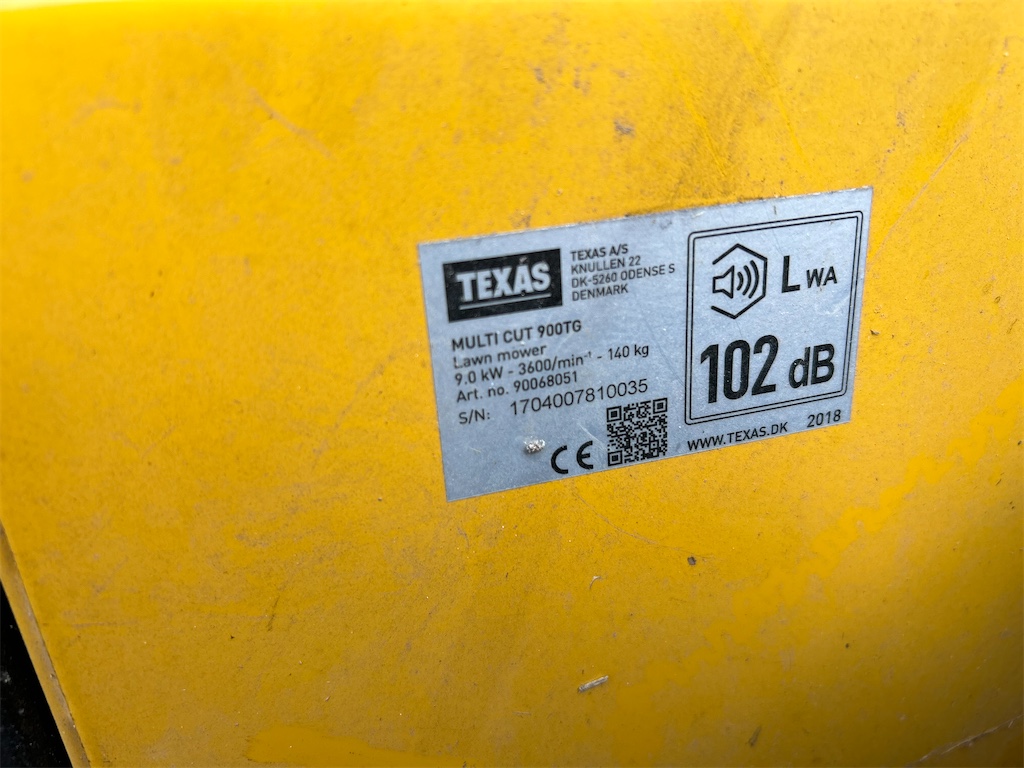 TEXAS
TEXAS A/S
KNULLEN 22
DK-5260 ODENSE S
DENMARK
MULTI CUT 900TG
Lawn mower
9.0 kW - 3600/min⁻¹ - 140 kg
Art. no. 90068051
S/N: 1704007810035
CE
LWA
102 dB
WWW.TEXAS.DK 2018